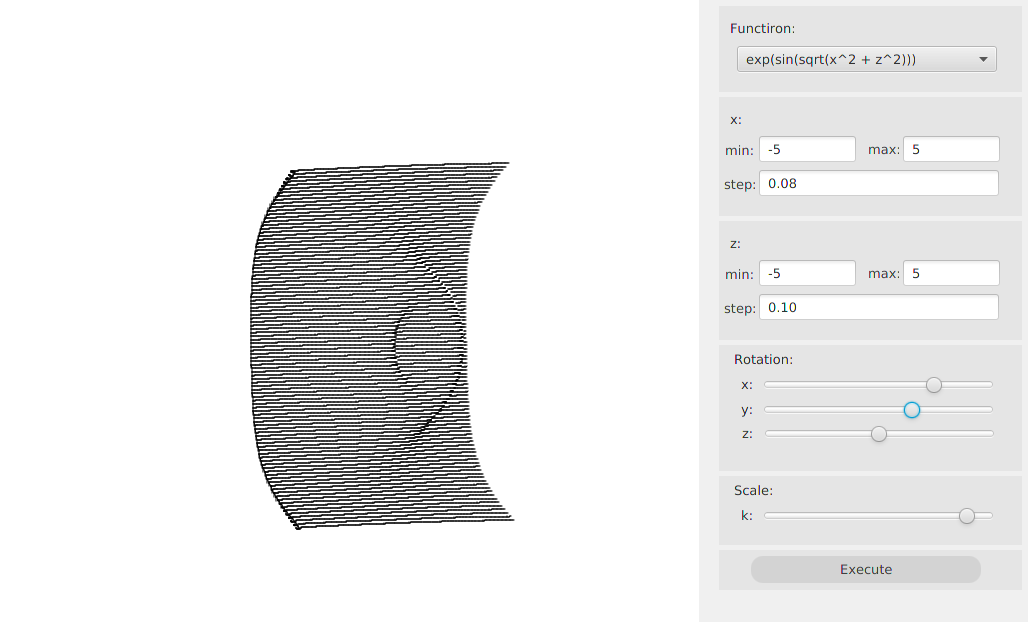 Functiron:
exp(sin(sqrt(x^2 + z^2)))
x:
min: -5 max: 5
step: 0.08
z:
min: -5 max: 5
step: 0.10
Rotation:
x:
y:
z:
Scale:
k:
Execute